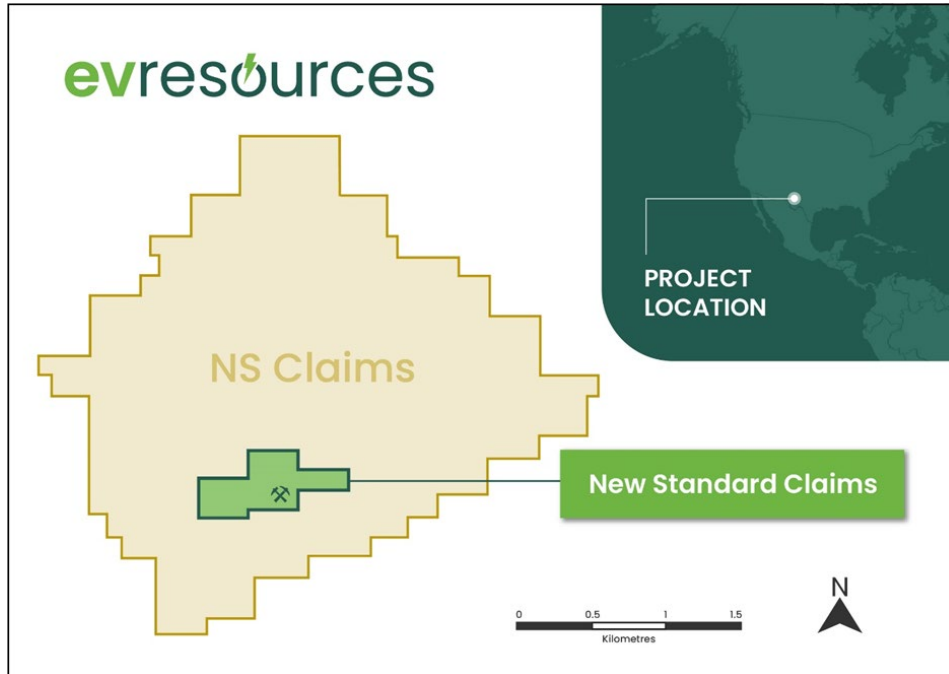 evresources
PROJECT
LOCATION
NS Claims
New Standard Claims
N
0 0.5 1 1.5
Kilometres